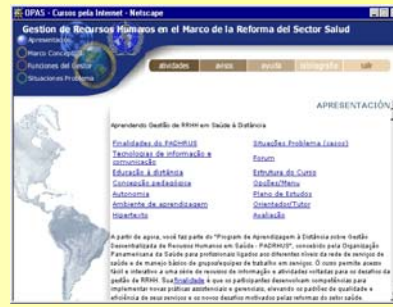 OPAS - Cursos pela Internet - Netscape
Gestion de Recursos Humanos en el Marco de la Reforma del Sector Salud
Apresentación
Marco Conceptual
Funciones del Gestor
Situaciones Problema
atividades avisos ayuda bibliografia salir
APRESENTACIÓN
Aprendendo Gestão de RRHH em Saúde à Distância
Finalidades do PADHRUS
Situações Problema (casos)
Tecnologias de informação e comunicação
Forum
Educação à distância
Estrutura do Curso
Concepção pedagógica
Opções/Menu
Autonomia
Plano de Estudos
Ambiente de aprendizagem
Orientador/Tutor
Hipertexto
Avaliação
A partir de agora, você faz parte do "Program de Aprendizagem à Distância sobre Gestão
Descentralizada de Recursos Humanos em Saúde - PADRHUS", concebido pela Organização
Panamericana da Saúde para profissionais ligados aos diferentes níveis da rede de serviços de
saúde e de manejo básico de grupos/equipes de trabalho em serviços. O curso permite acesso
fácil e interativo a uma série de recursos de informação e atividades voltadas para os desafios da
gestão de RRHH. Sua finalidade é que os participantes desenvolvam competências para
implementar novas práticas assistenciais e gerenciais, elevando os padrões de qualidade e
eficiência de seus serviços e os novos desafios motivados pelas reformas do setor saúde.